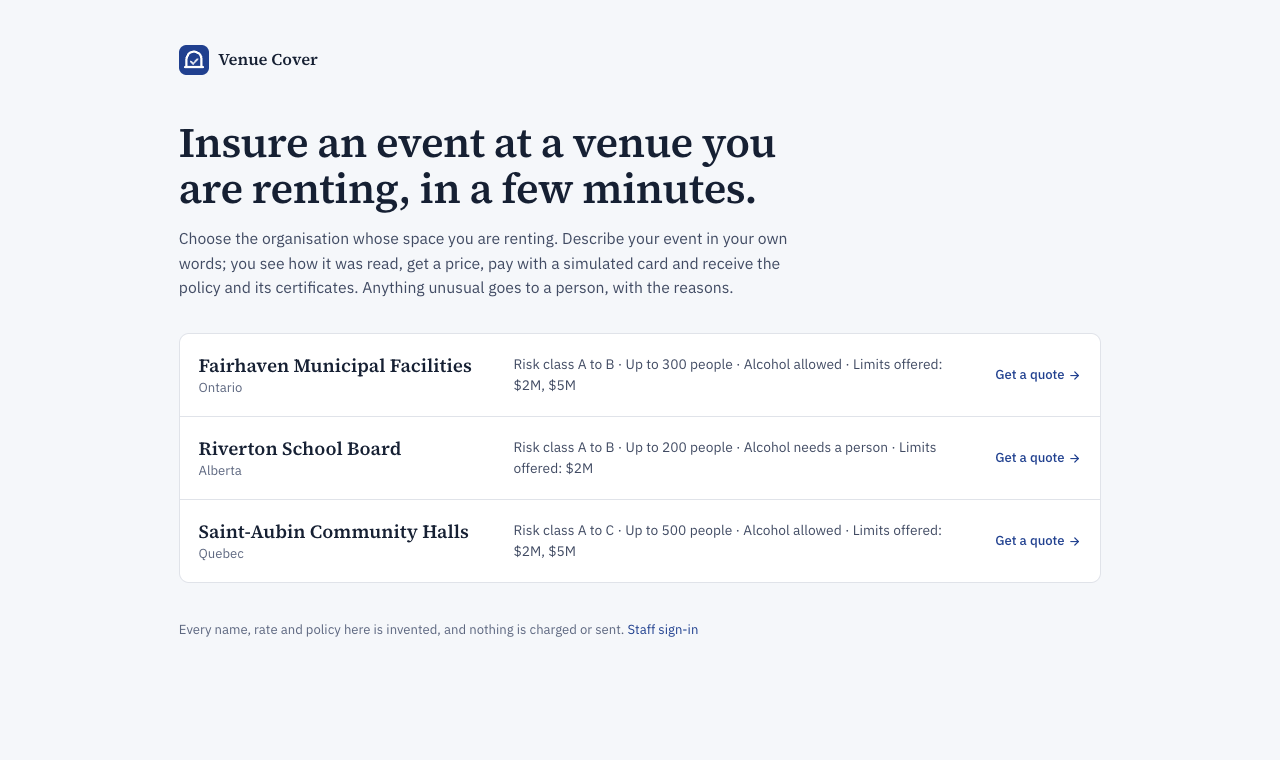 Venue Cover
Insure an event at a venue you
are renting, in a few minutes.
Choose the organisation whose space you are renting. Describe your event in your own
words; you see how it was read, get a price, pay with a simulated card and receive the
policy and its certificates. Anything unusual goes to a person, with the reasons.
Fairhaven Municipal Facilities
Ontario
Risk class A to B · Up to 300 people · Alcohol allowed · Limits offered:
$2M, $5M
Get a quote →
Riverton School Board
Alberta
Risk class A to B · Up to 200 people · Alcohol needs a person · Limits
offered: $2M
Get a quote →
Saint-Aubin Community Halls
Quebec
Risk class A to C · Up to 500 people · Alcohol allowed · Limits offered:
$2M, $5M
Get a quote →
Every name, rate and policy here is invented, and nothing is charged or sent. Staff sign-in